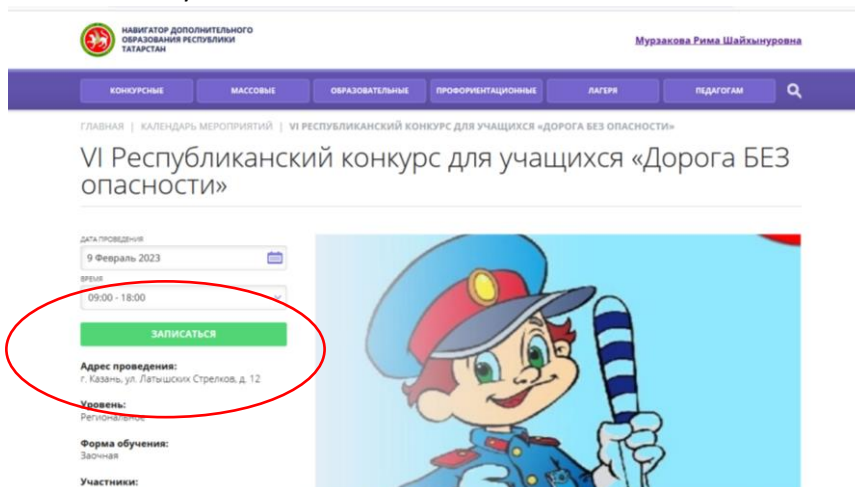 НАВИГАТОР ДОПОЛНИТЕЛЬНОГО
ОБРАЗОВАНИЯ РЕСПУБЛИКИ
ТАТАРСТАН
Мурзакова Рима Шайхынуровна
КОНКУРСНЫЕ МАССОВЫЕ ОБРАЗОВАТЕЛЬНЫЕ ПРОФОРИЕНТАЦИОННЫЕ ЛАГЕРЯ ПЕДАГОГАМ
ГЛАВНАЯ | КАЛЕНДАРЬ МЕРОПРИЯТИЙ | VI РЕСПУБЛИКАНСКИЙ КОНКУРС ДЛЯ УЧАЩИХСЯ «ДОРОГА БЕЗ ОПАСНОСТИ»
VI Республиканский конкурс для учащихся «Дорога БЕЗ
опасности»
ДАТА ПРОВЕДЕНИЯ
9 Февраль 2023
ВРЕМЯ
09:00 - 18:00
ЗАПИСАТЬСЯ
Адрес проведения:
г. Казань, ул. Латышских Стрелков, д. 12
Уровень:
Региональное
Форма обучения:
Заочная
Участники: